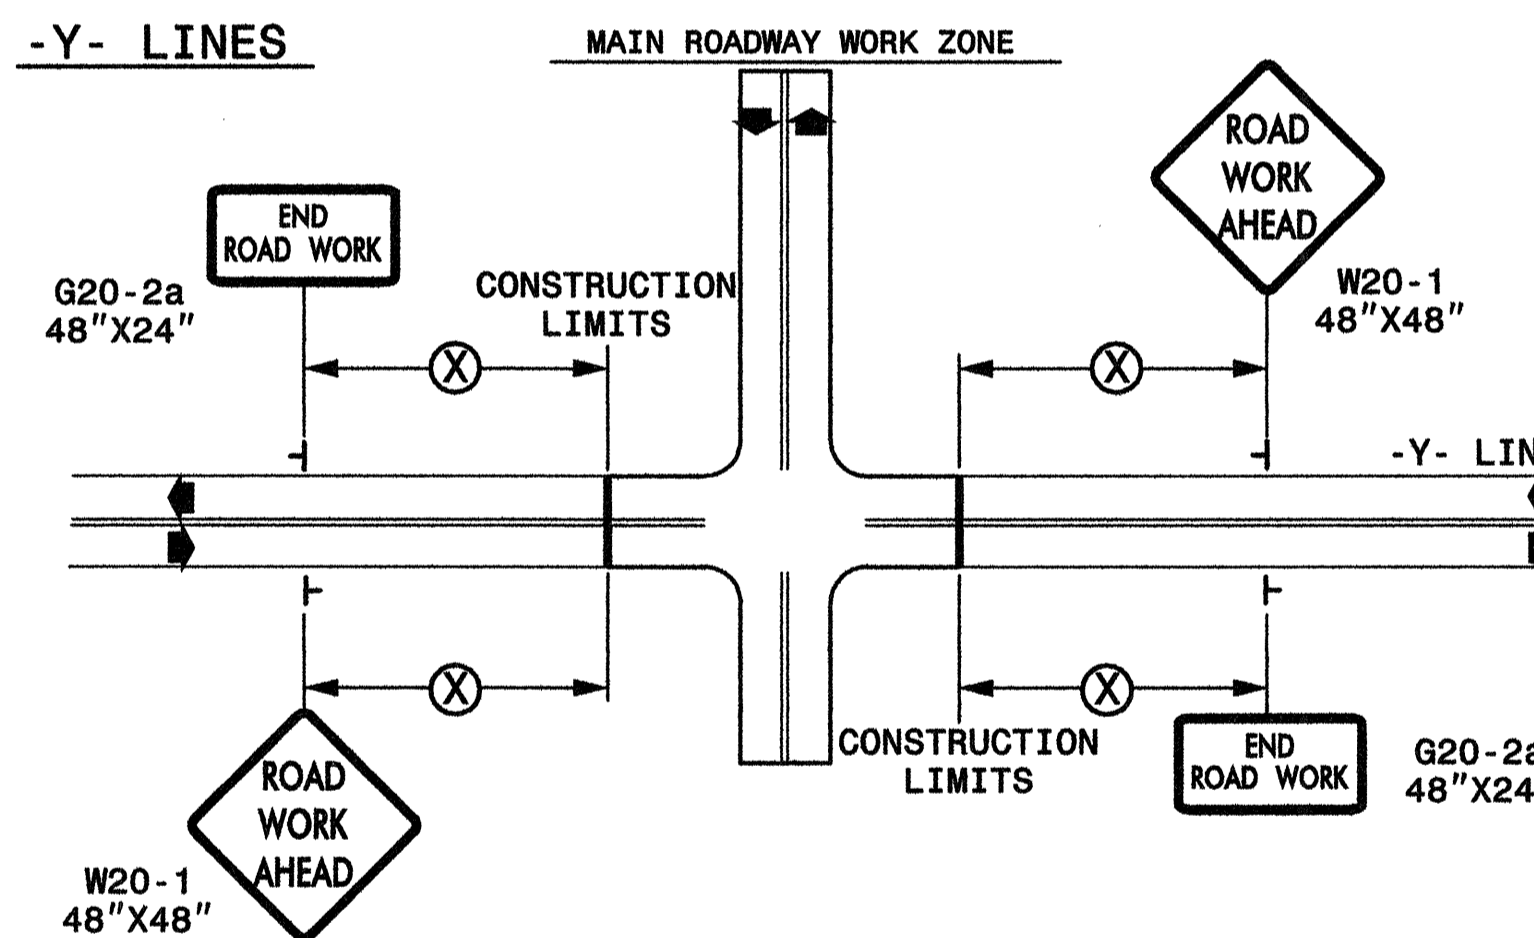 -Y- LINES
MAIN ROADWAY WORK ZONE
ROAD
WORK
AHEAD
END
ROAD WORK
G20-2a
48"X24"
CONSTRUCTION
LIMITS
W20-1
48"X48"
X
X
-Y- LIN
X
X
CONSTRUCTION
LIMITS
END
ROAD WORK
G20-2a
48"X24
ROAD
WORK
AHEAD
W20-1
48"X48"